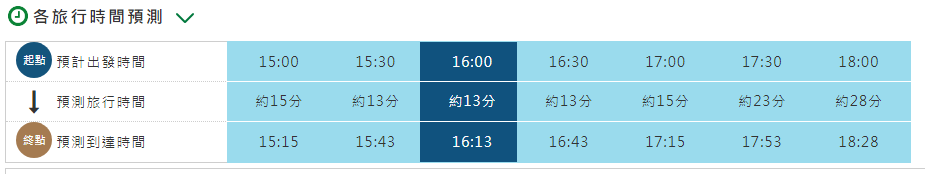 各旅行時間預測
起點 預計出發時間 15:00 15:30 16:00 16:30 17:00 17:30 18:00
預測旅行時間 約15分 約13分 約13分 約13分 約15分 約23分 約28分
終點 預測到達時間 15:15 15:43 16:13 16:43 17:15 17:53 18:28